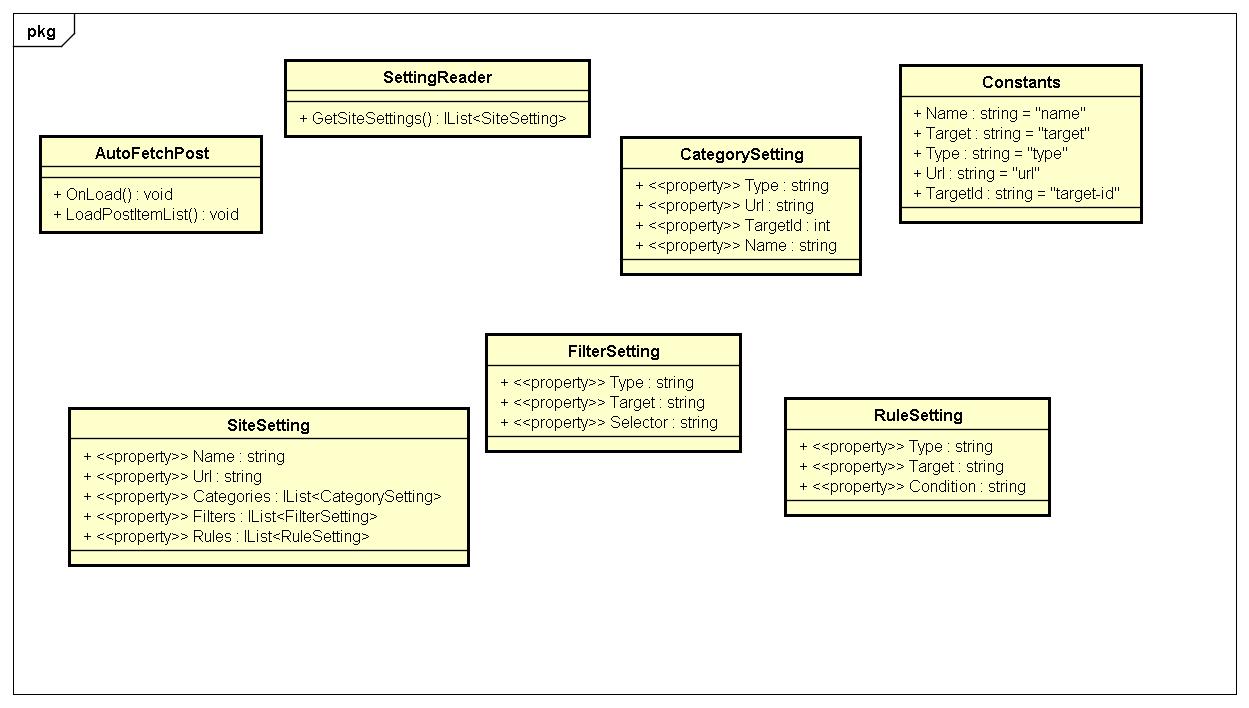 pkg
SettingReader
+ GetSiteSettings() : IList<SiteSetting>
Constants
+ Name : string = "name"
+ Target : string = "target"
+ Type : string = "type"
+ Url : string = "url"
+ TargetId : string = "target-id"
AutoFetchPost
+ OnLoad() : void
+ LoadPostItemList() : void
CategorySetting
+ <<property>> Type : string
+ <<property>> Url : string
+ <<property>> TargetId : int
+ <<property>> Name : string
FilterSetting
+ <<property>> Type : string
+ <<property>> Target : string
+ <<property>> Selector : string
SiteSetting
+ <<property>> Name : string
+ <<property>> Url : string
+ <<property>> Categories : IList<CategorySetting>
+ <<property>> Filters : IList<FilterSetting>
+ <<property>> Rules : IList<RuleSetting>
RuleSetting
+ <<property>> Type : string
+ <<property>> Target : string
+ <<property>> Condition : string